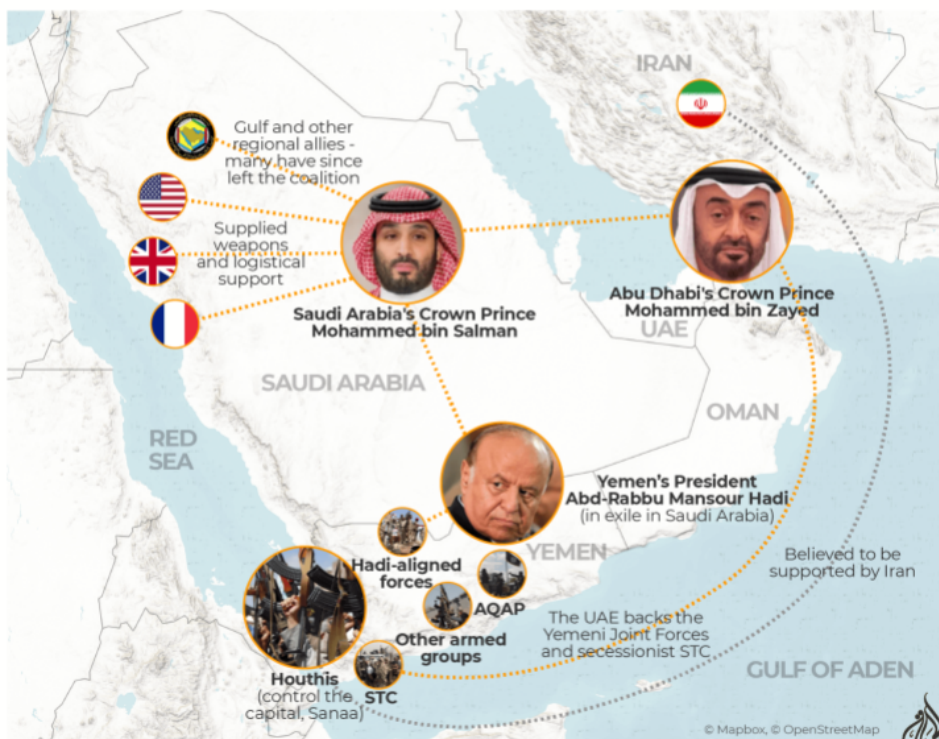 IRAN
Gulf and other
regional allies -
many have since
left the coalition
Supplied
weapons
and logistical
support
Saudi Arabia's Crown Prince
Mohammed bin Salman
Abu Dhabi's Crown Prince
Mohammed bin Zayed
UAE
SAUDI ARABIA
OMAN
RED
SEA
Yemen's President
Abd-Rabbu Mansour Hadi
(in exile in Saudi Arabia)
YEMEN
Hadi-aligned
forces
AQAP
Believed to be
supported by Iran
Other armed
groups
The UAE backs the
Yemeni Joint Forces
and secessionist STC
Houthis
(control the
capital, Sanaa)
STC
GULF OF ADEN
© Mapbox, © OpenStreetMap